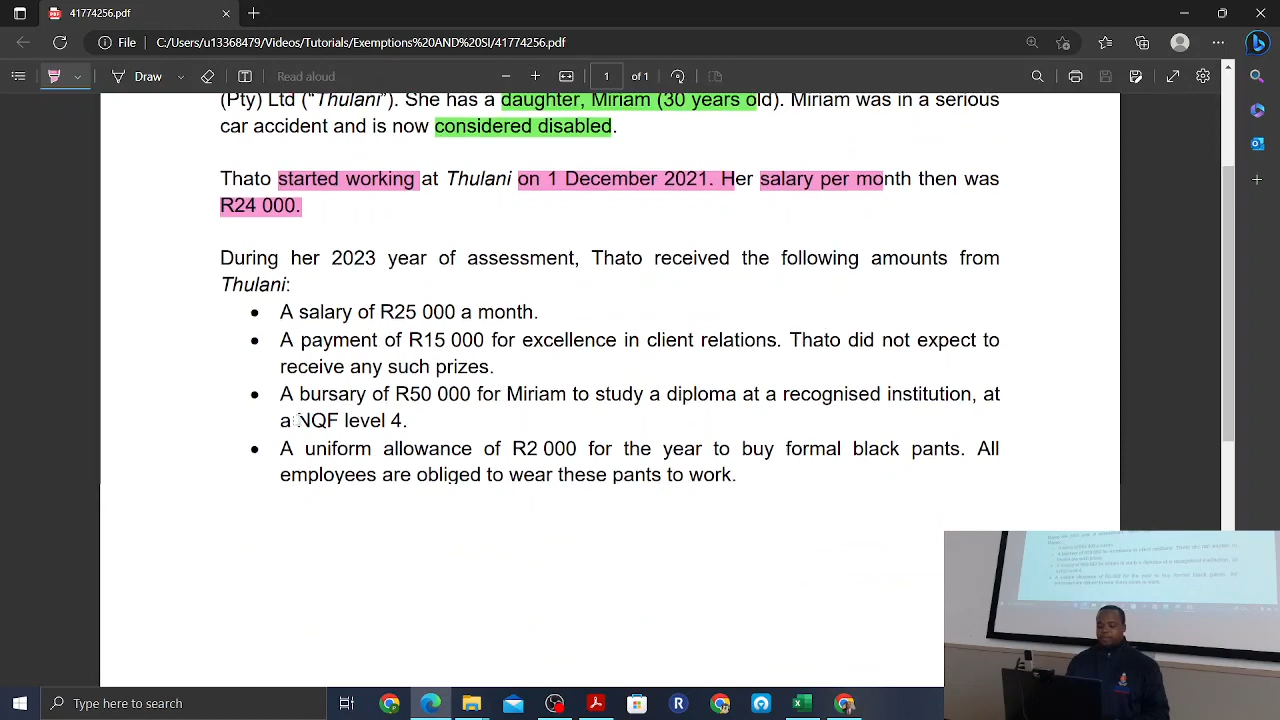 41774256.pdf
File
C:/Users/u13368479/Videos/Tutorials/Exemptions%20AND%20SI/41774256.pdf
Draw
Read aloud
1
of 1
(Pty) Ltd (“Thulani”). She has a daughter, Miriam (30 years old). Miriam was in a serious
car accident and is now considered disabled.
Thato started working at Thulani on 1 December 2021. Her salary per month then was
R24 000.
During her 2023 year of assessment, Thato received the following amounts from
Thulani:
• A salary of R25 000 a month.
• A payment of R15 000 for excellence in client relations. Thato did not expect to
receive any such prizes.
• A bursary of R50 000 for Miriam to study a diploma at a recognised institution, at
a NQF level 4.
• A uniform allowance of R2 000 for the year to buy formal black pants. All
employees are obliged to wear these pants to work.
Type here to search